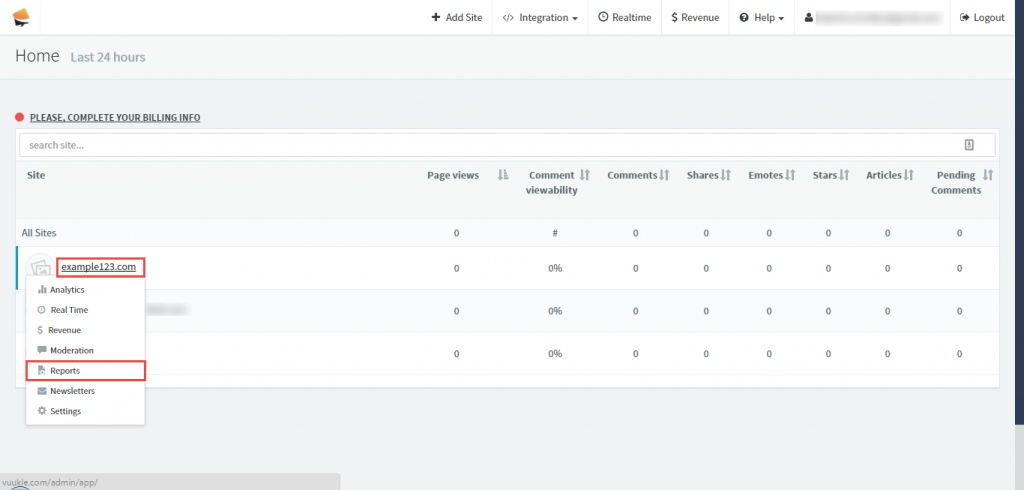 Add Site Integration Realtime $ Revenue Help Logout
Home Last 24 hours
PLEASE, COMPLETE YOUR BILLING INFO
search site...
Site Page views Comment viewability Comments Shares Emotes Stars Articles Pending Comments
All Sites 0 # 0 0 0 0 0 0
example123.com 0 0% 0 0 0 0 0 0
Analytics
Real Time 0 0% 0 0 0 0 0 0
$ Revenue
Moderation 0 0% 0 0 0 0 0 0
Reports
Newsletters
Settings
vuukle.com/admin/app/